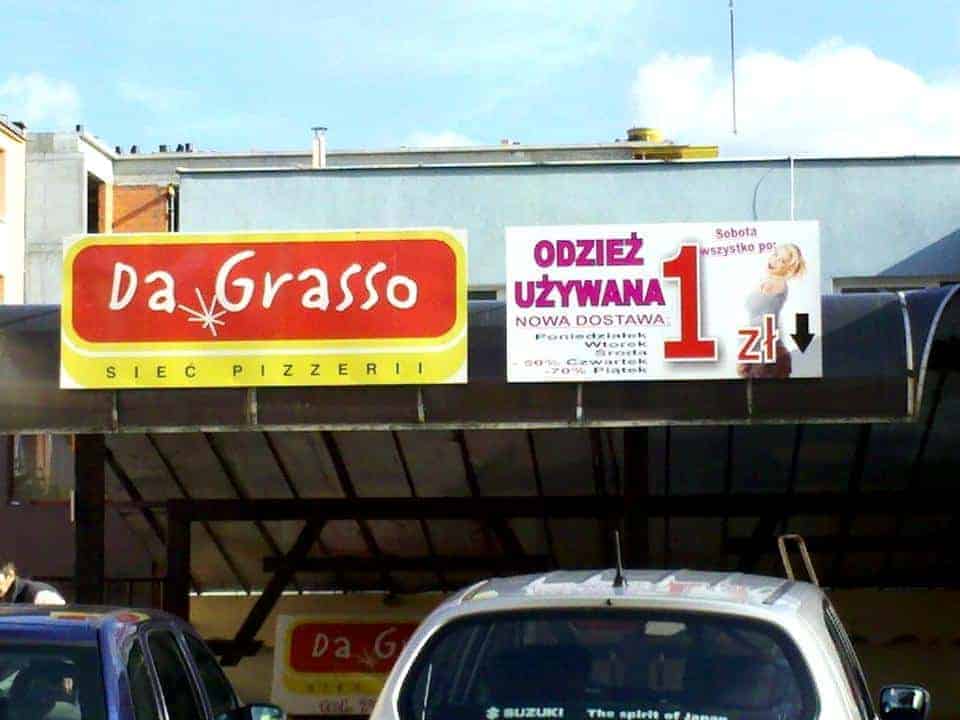 Da Grasso
SIEĆ PIZZERII
ODZIEŻ
UŻYWANA
NOWA DOSTAWA:
Poniedziałek
Wtorek
Środa
- 50% Czwartek
-70% Piątek
Sobota
wszystko po:
1
zł
Da Gr
SUZUKI The spirit of Japan